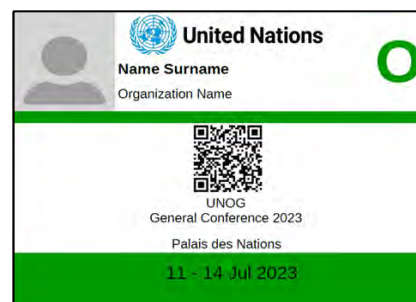 United Nations
O
Name Surname
Organization Name
UNOG
General Conference 2023
Palais des Nations
11 - 14 Jul 2023